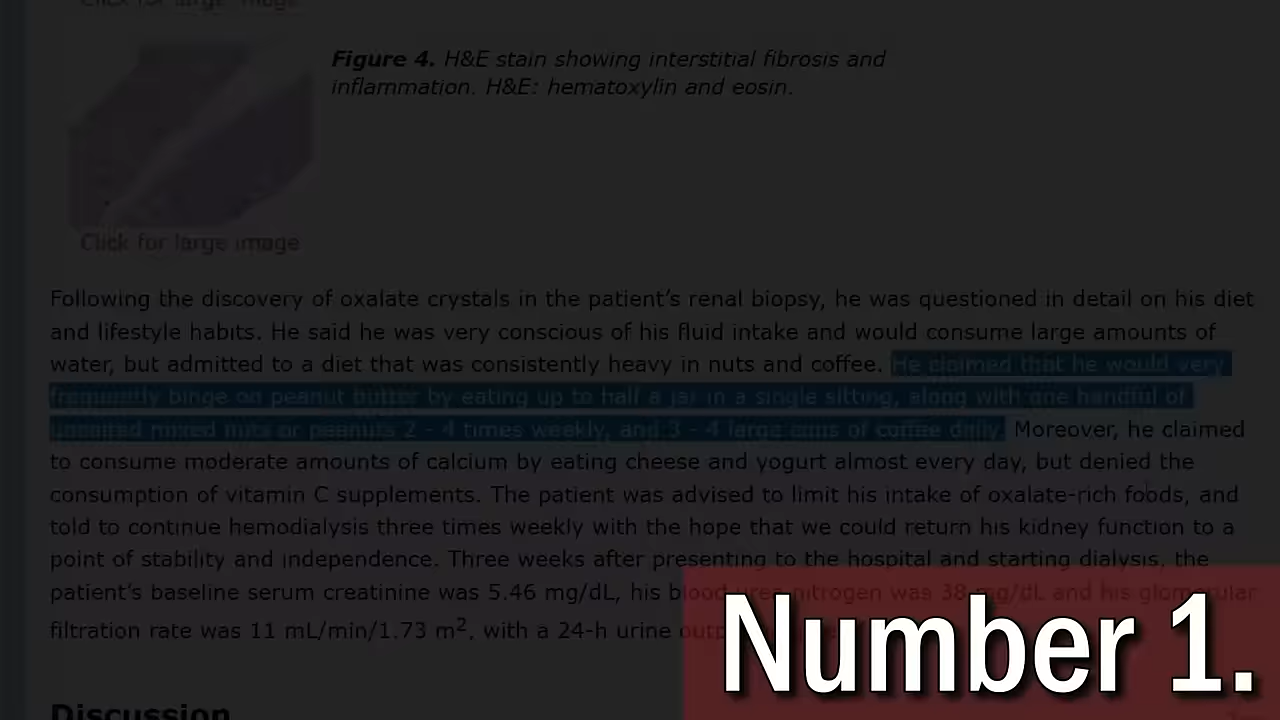 Click for large image
Figure 4. H&E stain showing interstitial fibrosis and
inflammation. H&E: hematoxylin and eosin.
Click for large image
Following the discovery of oxalate crystals in the patient’s renal biopsy, he was questioned in detail on his diet
and lifestyle habits. He said he was very conscious of his fluid intake and would consume large amounts of
water, but admitted to a diet that was consistently heavy in nuts and coffee. He claimed that he would very
frequently binge on peanut butter by eating up to half a jar in a single sitting, along with one handful of
unsalted mixed nuts or peanuts 2 - 4 times weekly, and 3 - 4 large cups of coffee daily. Moreover, he claimed
to consume moderate amounts of calcium by eating cheese and yogurt almost every day, but denied the
consumption of vitamin C supplements. The patient was advised to limit his intake of oxalate-rich foods, and
told to continue hemodialysis three times weekly with the hope that we could return his kidney function to a
point of stability and independence. Three weeks after presenting to the hospital and starting dialysis, the
patient’s baseline serum creatinine was 5.46 mg/dL, his blood urea nitrogen was 38 mg/dL and his glomerular
filtration rate was 11 mL/min/1.73 m², with a 24-h urine
Number 1.
Discussion